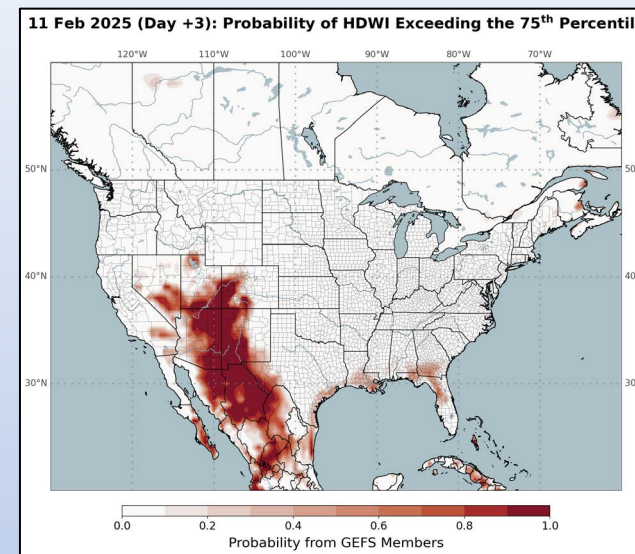 11 Feb 2025 (Day +3): Probability of HDWI Exceeding the 75th Percentil
120°W 110°W 100°W 90°W 80°W 70°W
50°N 50
40°N 40
30°N 30
0.0 0.2 0.4 0.6 0.8 1.0
Probability from GEFS Members